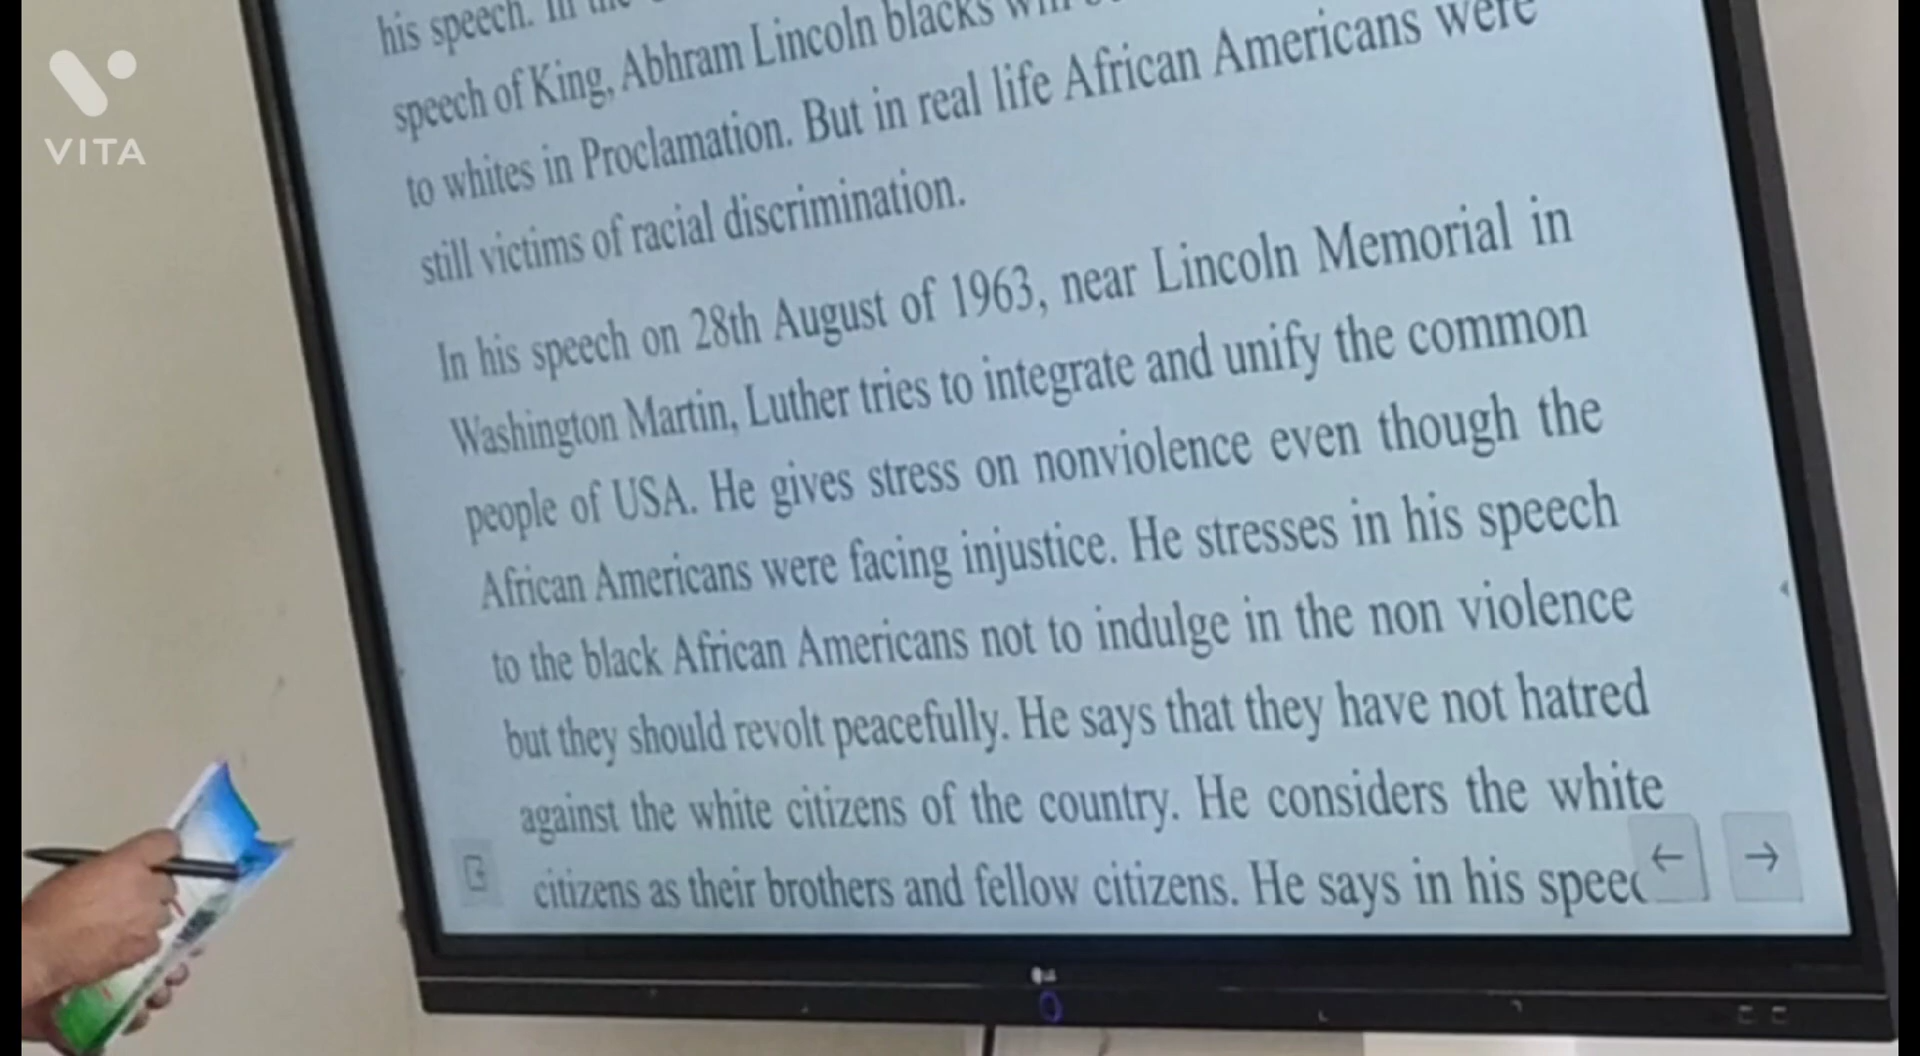 VITA
his speech. In the
speech of King, Abhram Lincoln blacks
to whites in Proclamation. But in real life African Americans were
still victims of racial discrimination.
In his speech on 28th August of 1963, near Lincoln Memorial in
Washington Martin, Luther tries to integrate and unify the common
people of USA. He gives stress on nonviolence even though the
African Americans were facing injustice. He stresses in his speech
to the black African Americans not to indulge in the non violence
but they should revolt peacefully. He says that they have not hatred
against the white citizens of the country. He considers the white
citizens as their brothers and fellow citizens. He says in his speec